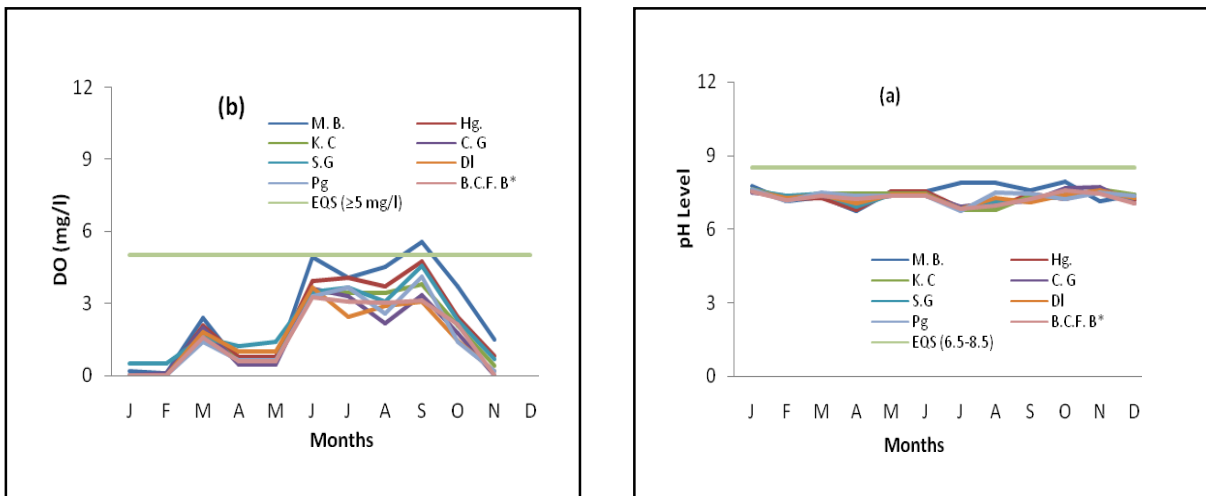 12
(b)
M. B. Hg.
K. C C. G
S.G Dl
Pg B.C.F. B*
EQS (≥5 mg/l)
9
6
3
0
DO (mg/l)
J F M A M J J A S O N D
Months
12
(a)
9
6
3
0
pH Level
M. B. Hg.
K. C C. G
S.G Dl
Pg B.C.F. B*
EQS (6.5-8.5)
J F M A M J J A S O N D
Months